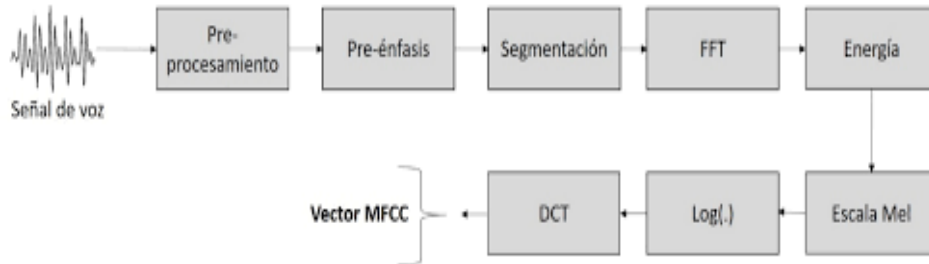 Señal de voz
Pre-
procesamiento
Pre-énfasis
Segmentación
FFT
Energía
Escala Mel
Log(.)
DCT
Vector MFCC